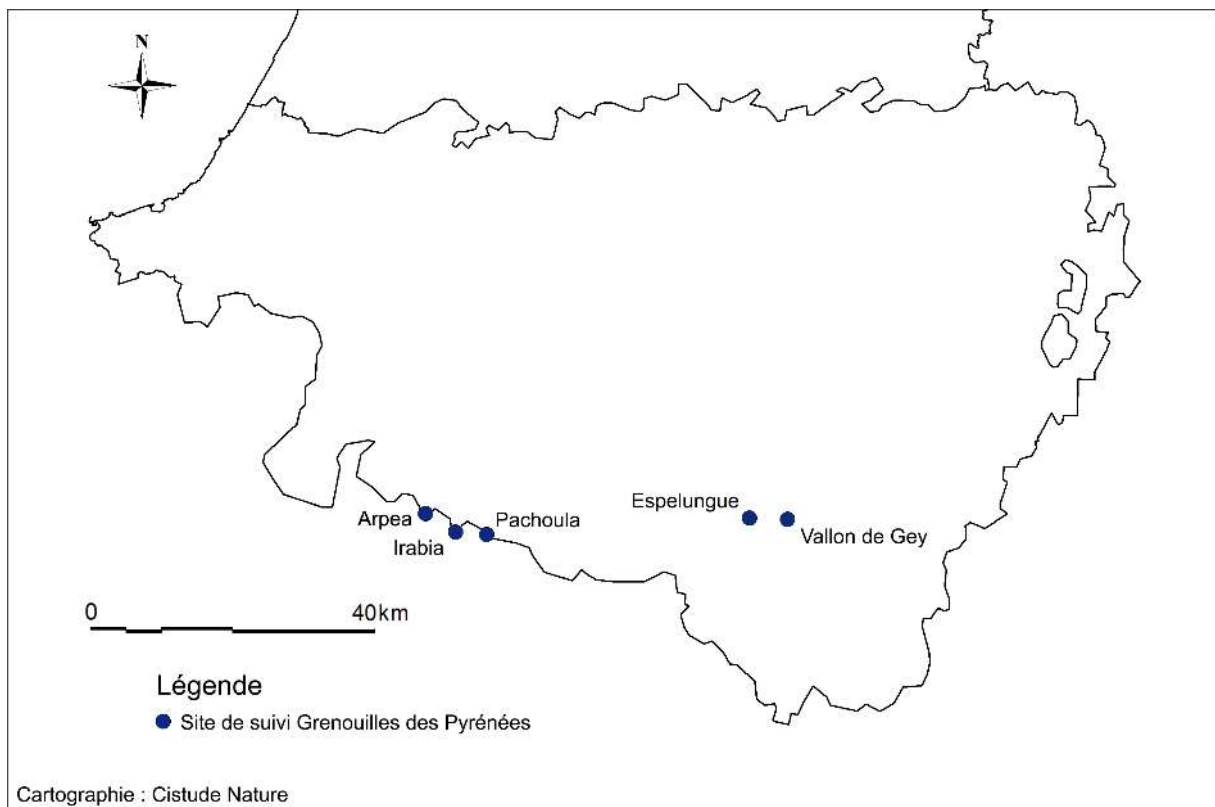 N
Espelungue
Arpea
Pachoula
Vallon de Gey
Irabia
0
40km
Légende
Site de suivi Grenouilles des Pyrénées
Cartographie : Cistude Nature